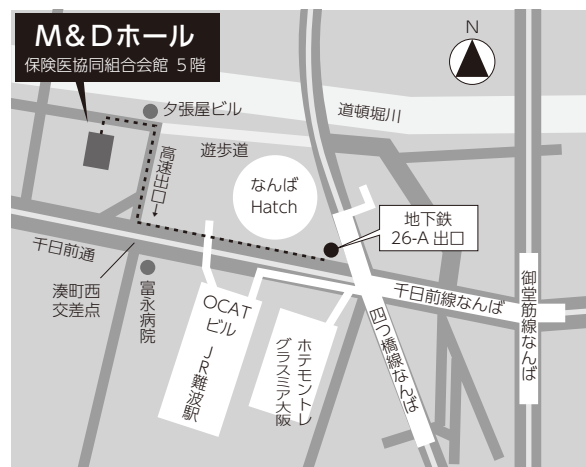 M&Dホール
保険医協同組合会館 5階
N
夕張屋ビル
道頓堀川
遊歩道
高速出口→
なんば
Hatch
地下鉄
26-A 出口
千日前通
湊町西
交差点
富永病院
OCAT
ビル
JR難波駅
ホテモントレ
グラスミア大阪
四つ橋線なんば
千日前線なんば
御堂筋線なんば